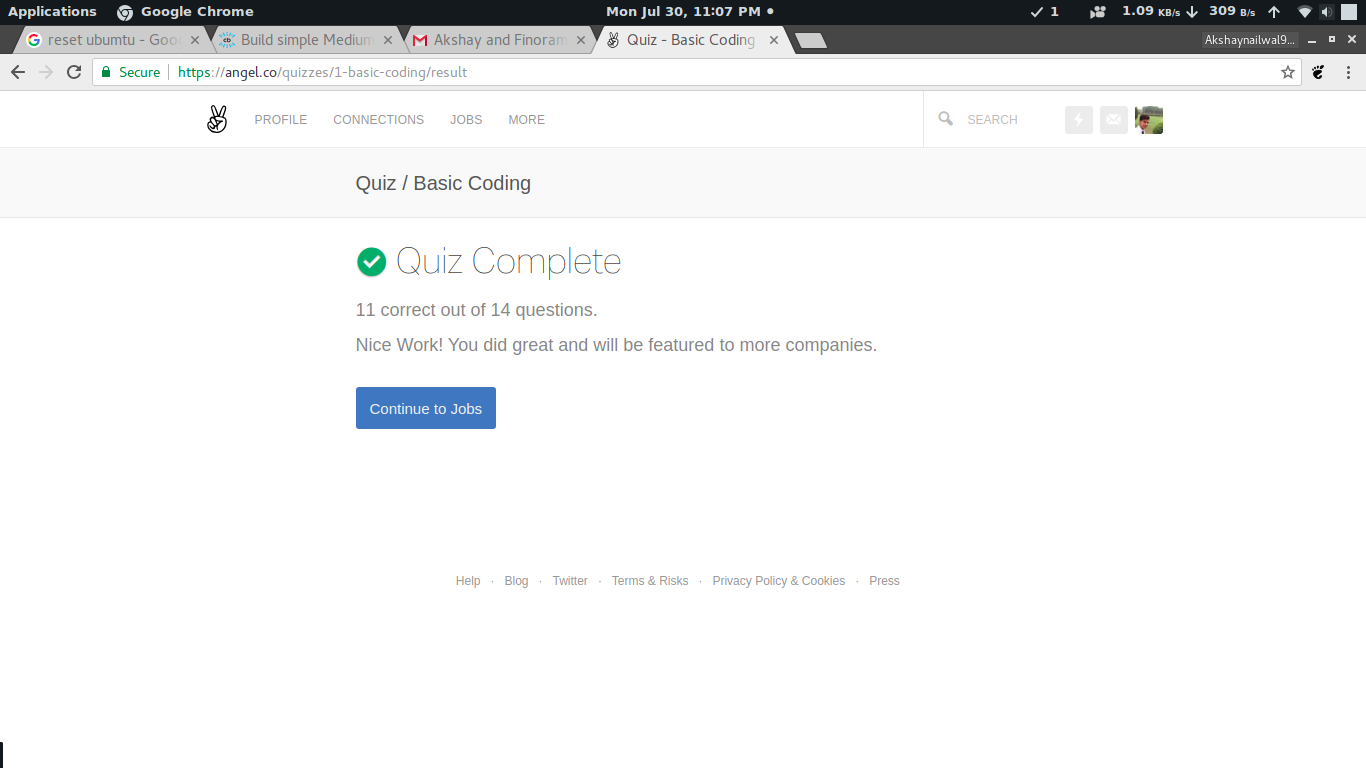 Applications Google Chrome Mon Jul 30, 11:07 PM 1 1.09 KB/s 309 B/s
reset ubumtu - Goo Build simple Medium Akshay and Finoram Quiz - Basic Coding Akshaynailwal9...
Secure https://angel.co/quizzes/1-basic-coding/result
PROFILE CONNECTIONS JOBS MORE SEARCH
Quiz / Basic Coding
Quiz Complete
11 correct out of 14 questions.
Nice Work! You did great and will be featured to more companies.
Continue to Jobs
Help · Blog · Twitter · Terms & Risks · Privacy Policy & Cookies · Press